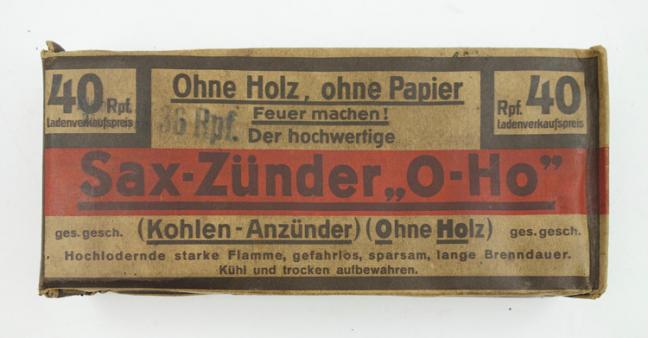 40 Rpf.
Ladenverkaufspreis
Ohne Holz, ohne Papier
Feuer machen!
36 Rpf.
Der hochwertige
Rpf. 40
Ladenverkaufspreis
Sax-Zünder „O-Ho”
ges. gesch.
(Kohlen-Anzünder) (Ohne Holz)
ges. gesch.
Hochlodernde starke Flamme, gefahrlos, sparsam, lange Brenndauer.
Kühl und trocken aufbewahren.